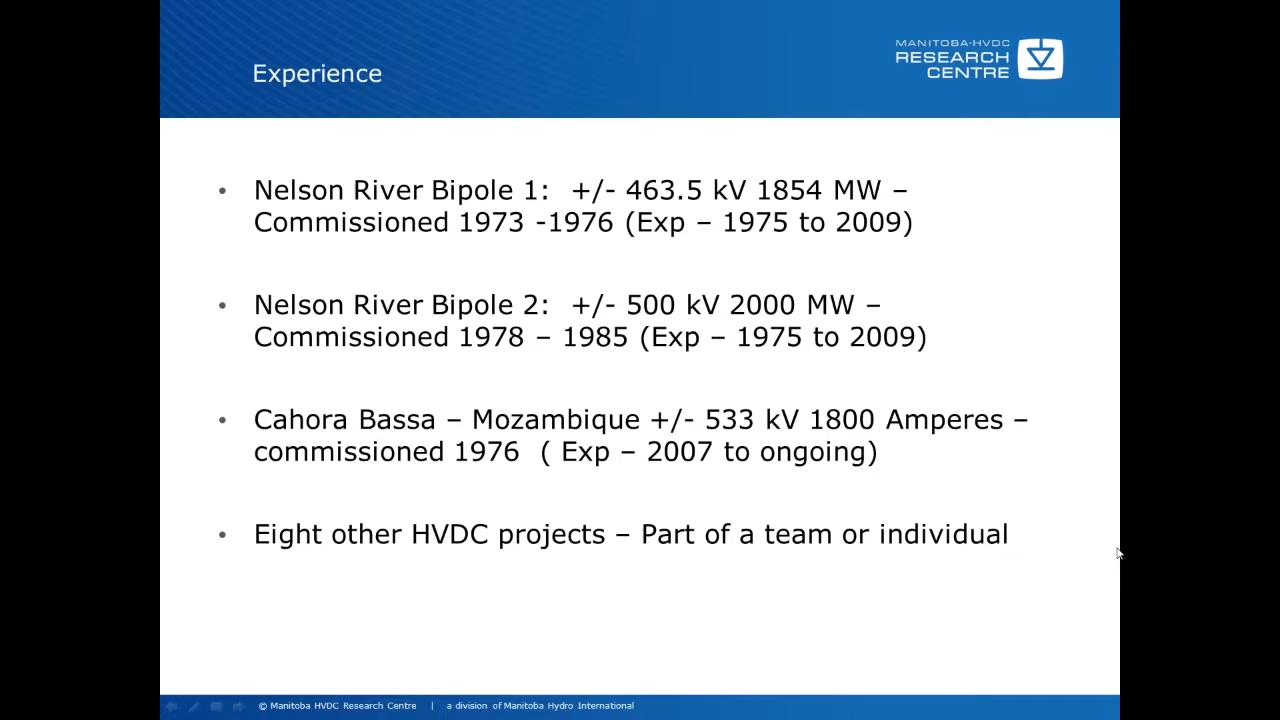 Experience
MANITOBA·HVDC
RESEARCH
CENTRE
• Nelson River Bipole 1:  +/- 463.5 kV 1854 MW –
Commissioned 1973 -1976 (Exp – 1975 to 2009)
• Nelson River Bipole 2:  +/- 500 kV 2000 MW –
Commissioned 1978 – 1985 (Exp – 1975 to 2009)
• Cahora Bassa – Mozambique +/- 533 kV 1800 Amperes –
commissioned 1976  ( Exp – 2007 to ongoing)
• Eight other HVDC projects – Part of a team or individual
© Manitoba HVDC Research Centre | a division of Manitoba Hydro International